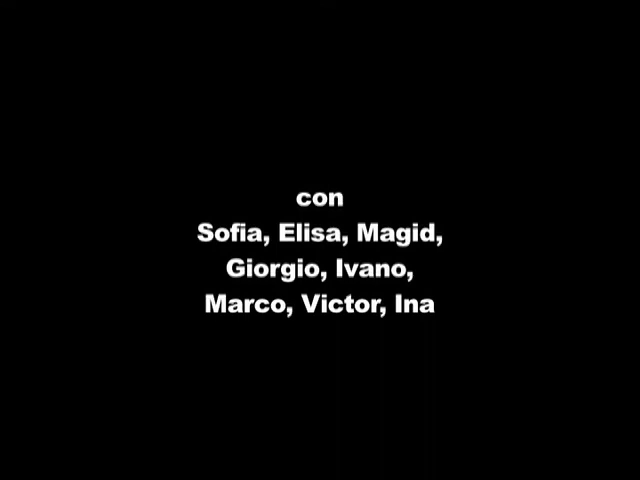 con
Sofia, Elisa, Magid,
Giorgio, Ivano,
Marco, Victor, Ina